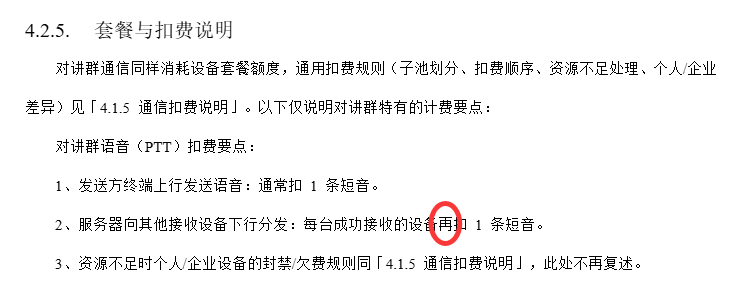 4.2.5. 套餐与扣费说明
对讲群通信同样消耗设备套餐额度，通用扣费规则（子池划分、扣费顺序、资源不足处理、个人/企业
差异）见「4.1.5 通信扣费说明」。以下仅说明对讲群特有的计费要点：
对讲群语音（PTT）扣费要点：
1、发送方终端上行发送语音：通常扣 1 条短音。
2、服务器向其他接收设备下行分发：每台成功接收的设备再扣 1 条短音。
3、资源不足时个人/企业设备的封禁/欠费规则同「4.1.5 通信扣费说明」，此处不再复述。